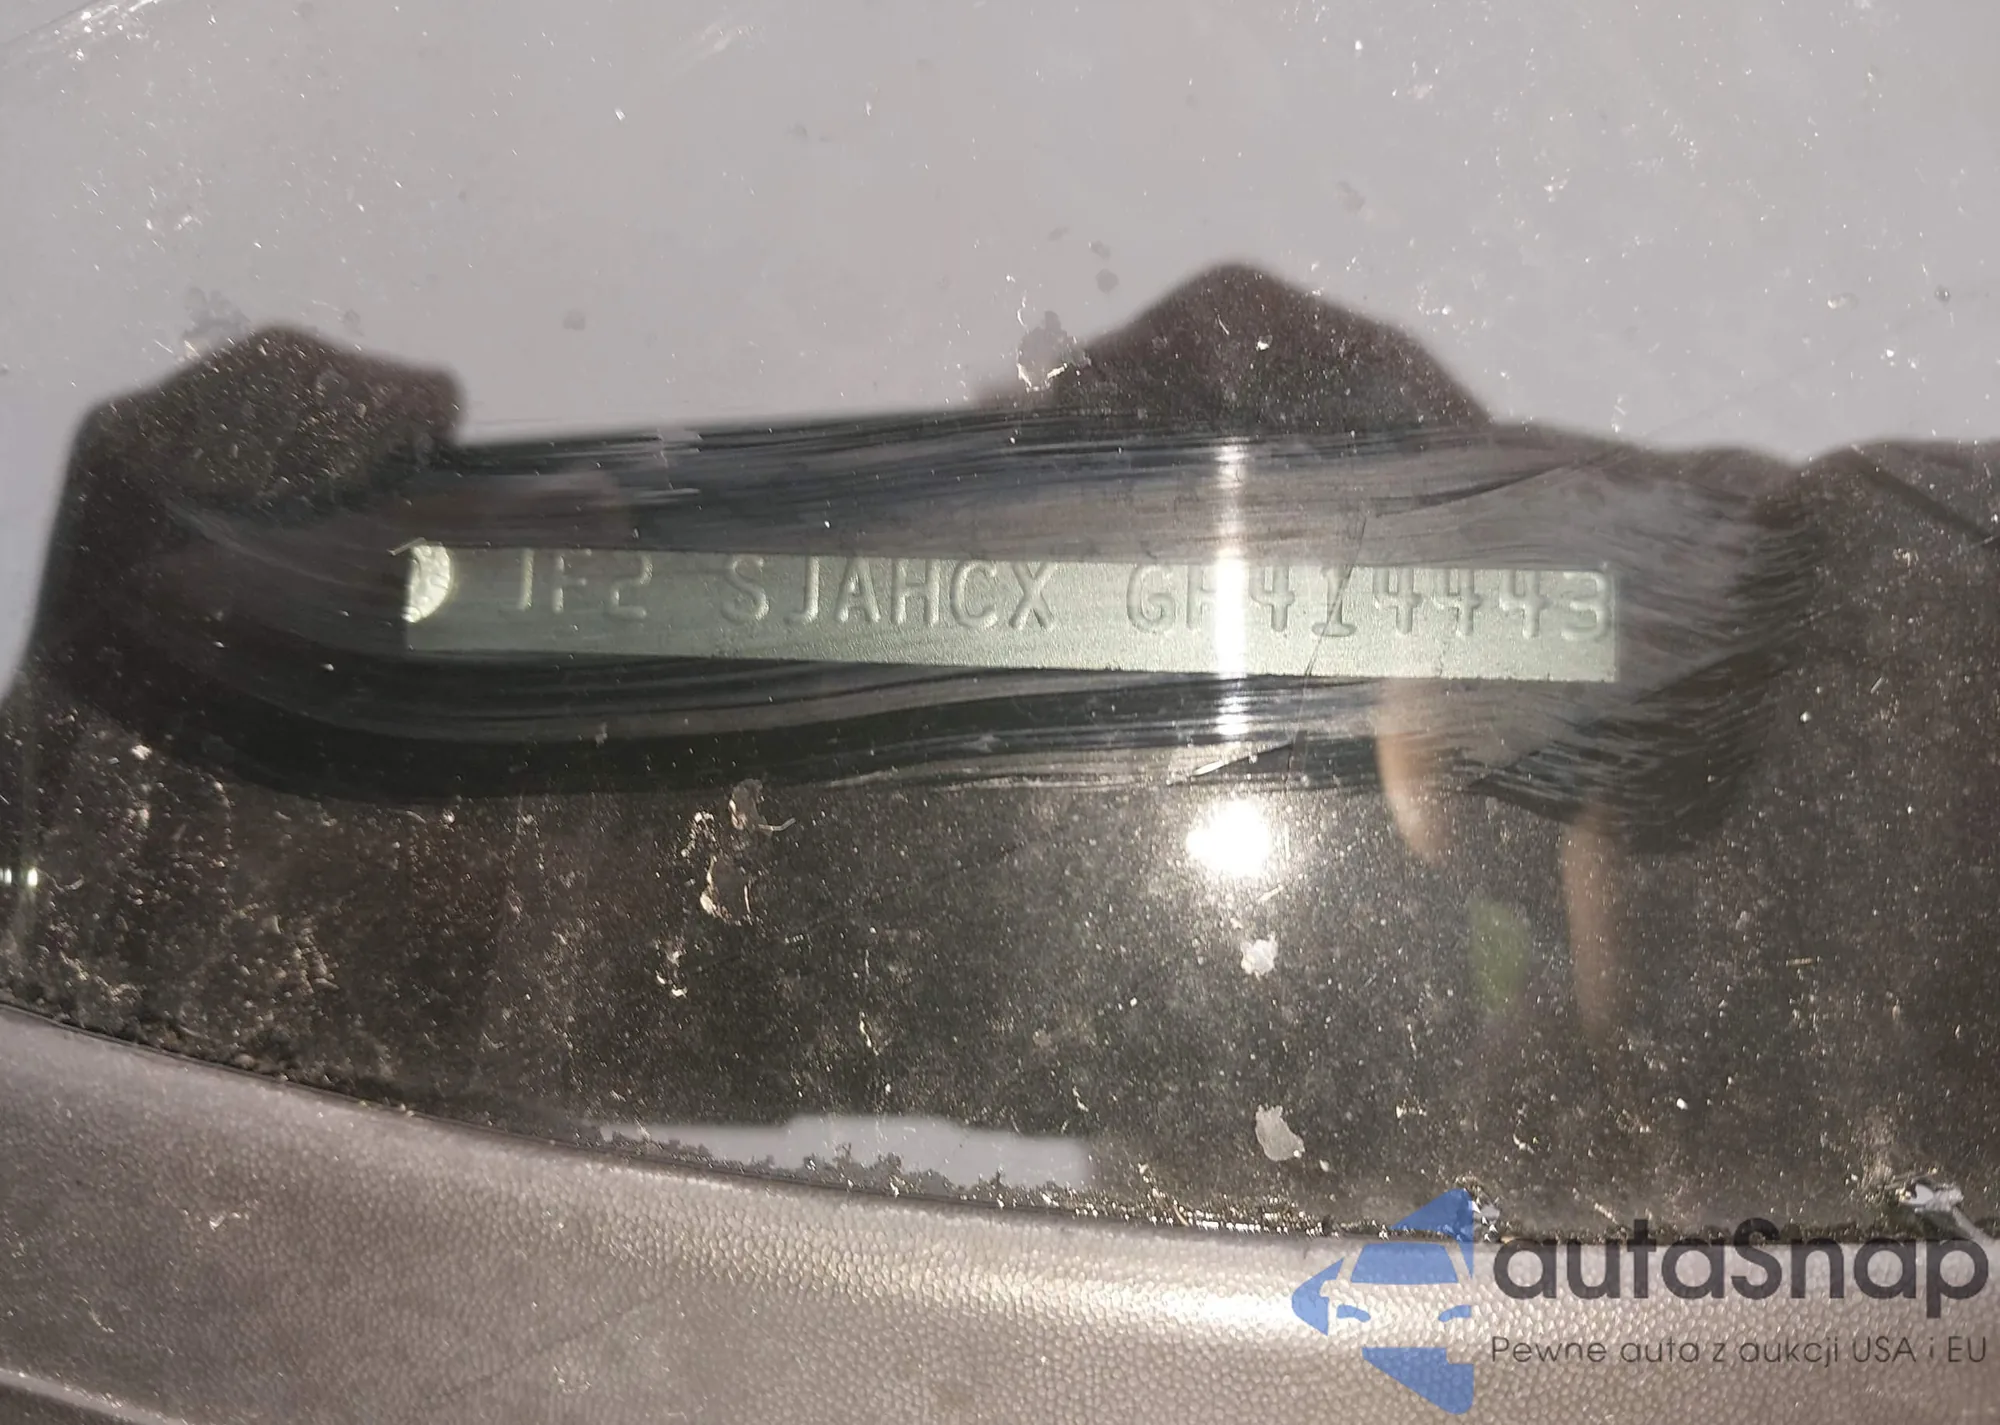 JF2 SJAHCX GH414443
autaSnap
Pewne auta z aukcji USA i EU